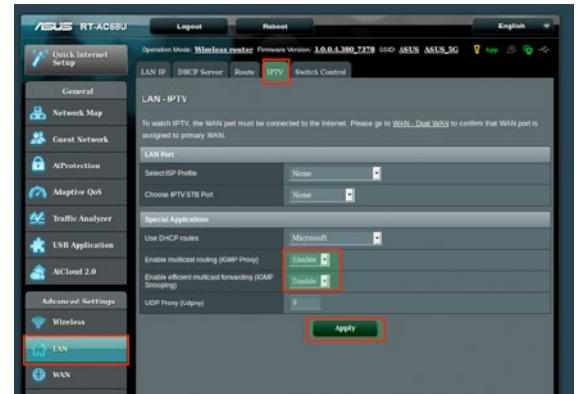 ASUS RT-AC68U
Logout
Reboot
English
Quick Internet
Setup
Operation Mode: Wireless router Firmware Version: 3.0.0.4.380_7378 SSID: ASUS ASUS_5G
App
LAN IP DHCP Server Route IPTV Switch Control
General
Network Map
Guest Network
AiProtection
Adaptive QoS
Traffic Analyzer
USB Application
AiCloud 2.0
Advanced Settings
Wireless
LAN
WAN
LAN - IPTV
To watch IPTV, the WAN port must be connected to the Internet. Please go to WAN - Dual WAN to confirm that WAN port is
assigned to primary WAN.
LAN Port
Select ISP Profile None
Choose IPTV STB Port None
Special Applications
Use DHCP routes Microsoft
Enable multicast routing (IGMP Proxy) Enable
Enable efficient multicast forwarding (IGMP
Snooping) Enable
UDP Proxy (Udpxy) 0
Apply